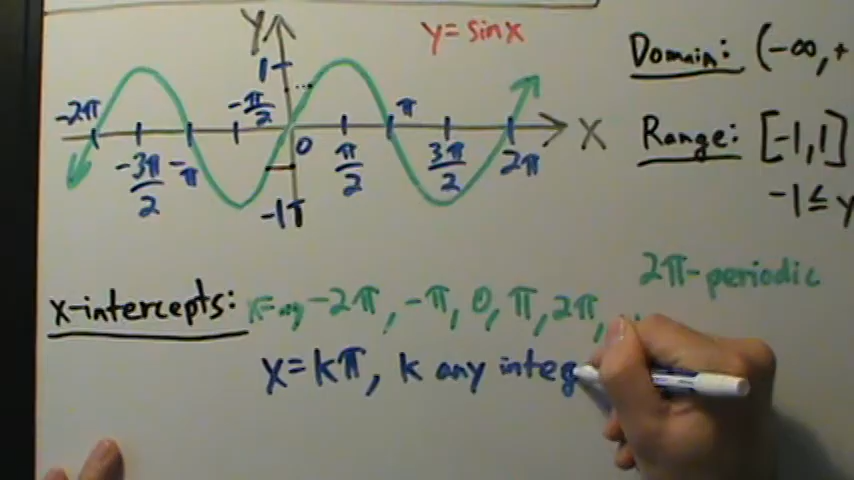 y = sin x
Y
1
-2π
-3π/2
-π
-π/2
0
π/2
π
3π/2
2π
X
-1
Domain: (-∞, +
Range: [-1, 1]
-1 ≤ y
2π-periodic
x-intercepts: x= ..., -2π, -π, 0, π, 2π,
x = kπ, k any integ